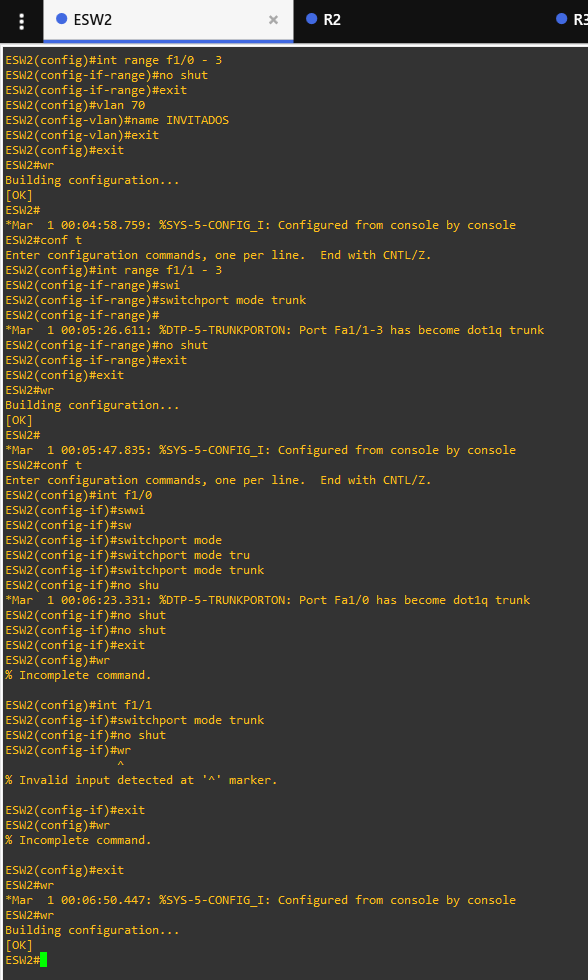 ESW2
R2
R3
ESW2(config)#int range f1/0 - 3
ESW2(config-if-range)#no shut
ESW2(config-if-range)#exit
ESW2(config)#vlan 70
ESW2(config-vlan)#name INVITADOS
ESW2(config-vlan)#exit
ESW2(config)#exit
ESW2#wr
Building configuration...
[OK]
ESW2#
*Mar  1 00:04:58.759: %SYS-5-CONFIG_I: Configured from console by console
ESW2#conf t
Enter configuration commands, one per line.  End with CNTL/Z.
ESW2(config)#int range f1/1 - 3
ESW2(config-if-range)#swi
ESW2(config-if-range)#switchport mode trunk
ESW2(config-if-range)#
*Mar  1 00:05:26.611: %DTP-5-TRUNKPORTON: Port Fa1/1-3 has become dot1q trunk
ESW2(config-if-range)#no shut
ESW2(config-if-range)#exit
ESW2(config)#exit
ESW2#wr
Building configuration...
[OK]
ESW2#
*Mar  1 00:05:47.835: %SYS-5-CONFIG_I: Configured from console by console
ESW2#conf t
Enter configuration commands, one per line.  End with CNTL/Z.
ESW2(config)#int f1/0
ESW2(config-if)#swwi
ESW2(config-if)#sw
ESW2(config-if)#switchport mode
ESW2(config-if)#switchport mode tru
ESW2(config-if)#switchport mode trunk
ESW2(config-if)#no shu
*Mar  1 00:06:23.331: %DTP-5-TRUNKPORTON: Port Fa1/0 has become dot1q trunk
ESW2(config-if)#no shut
ESW2(config-if)#no shut
ESW2(config-if)#exit
ESW2(config)#wr
% Incomplete command.
ESW2(config)#int f1/1
ESW2(config-if)#switchport mode trunk
ESW2(config-if)#no shut
ESW2(config-if)#wr
^
% Invalid input detected at '^' marker.
ESW2(config-if)#exit
ESW2(config)#wr
% Incomplete command.
ESW2(config)#exit
ESW2#wr
*Mar  1 00:06:50.447: %SYS-5-CONFIG_I: Configured from console by console
ESW2#wr
Building configuration...
[OK]
ESW2#